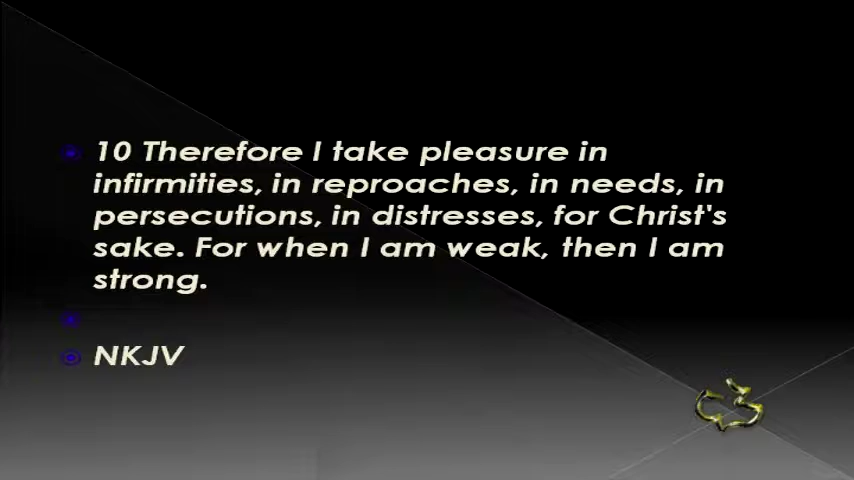 10 Therefore I take pleasure in
infirmities, in reproaches, in needs, in
persecutions, in distresses, for Christ's
sake. For when I am weak, then I am
strong.
NKJV